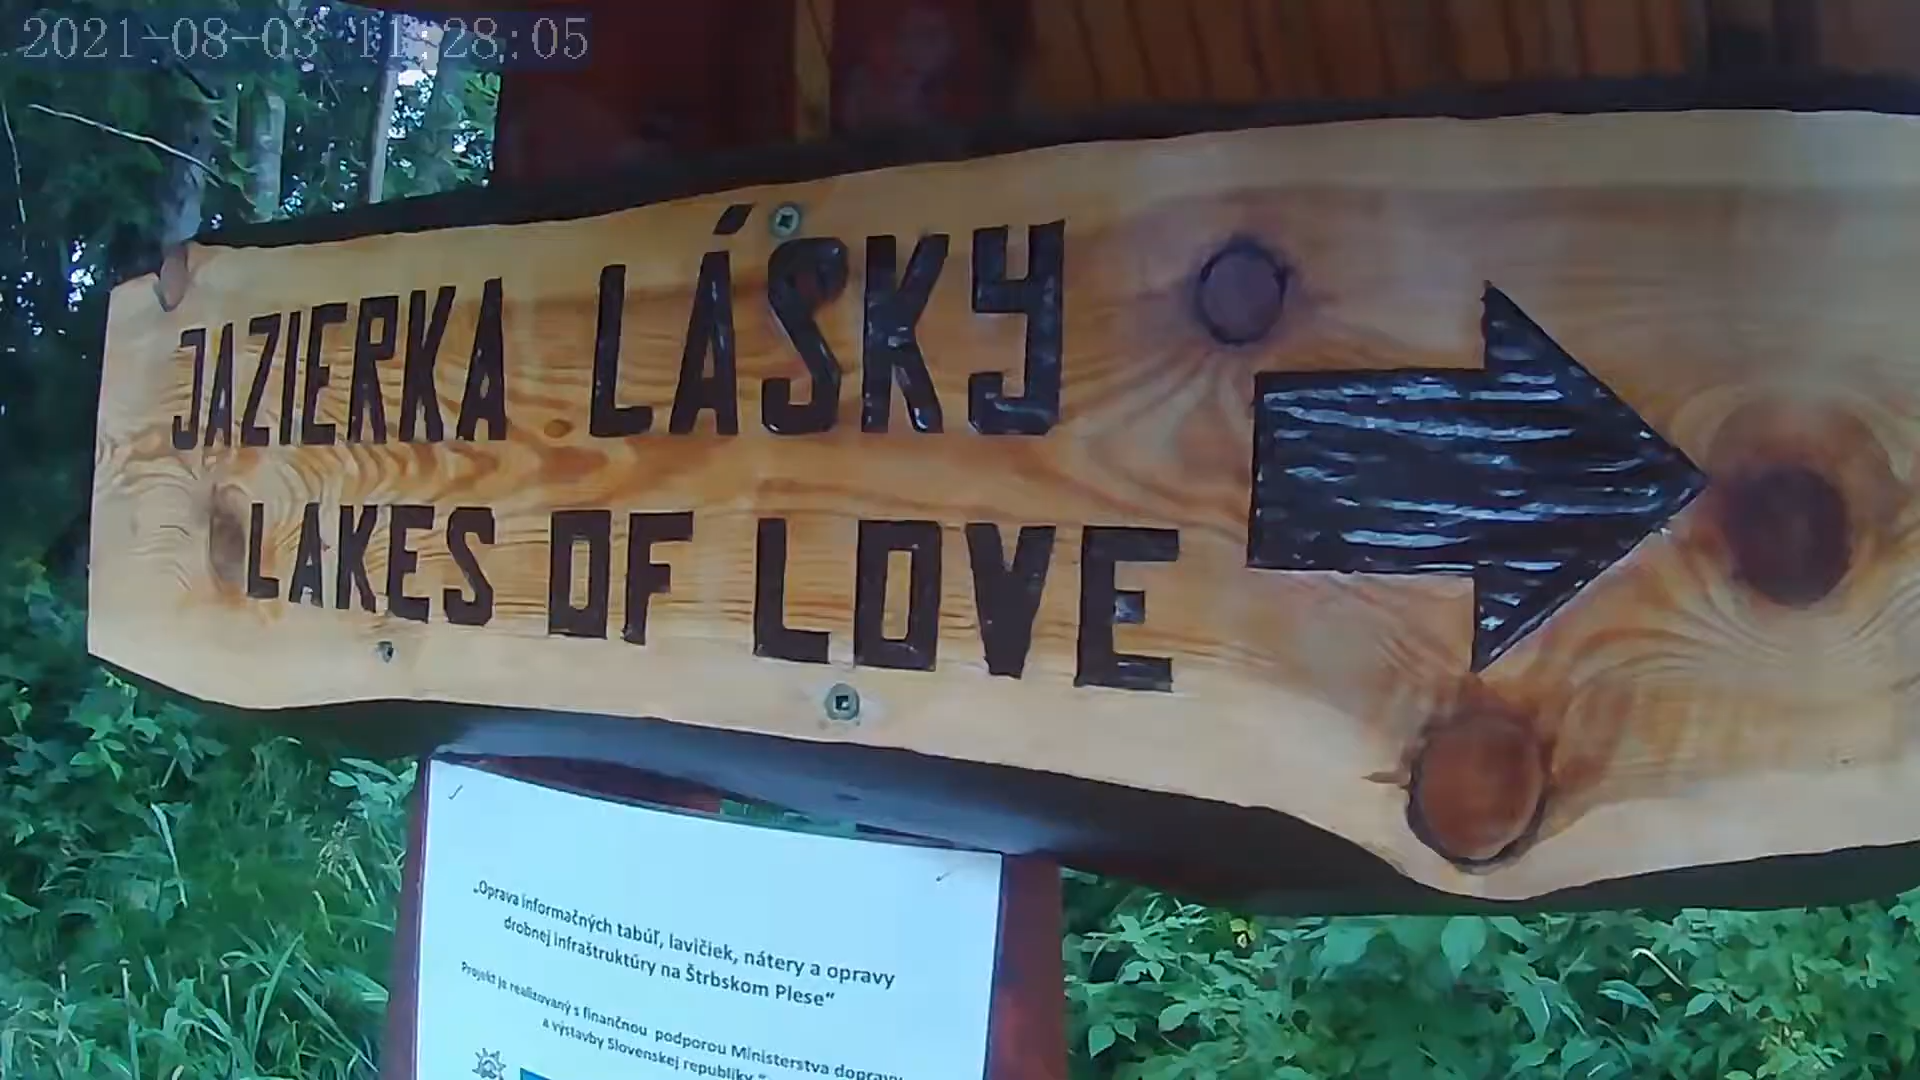 2021-08-03 11:28:05
JAZIERKA LÁSKY
LAKES OF LOVE
„Oprava informačných tabúľ, lavičiek, nátery a opravy
drobnej infraštruktúry na Štrbskom Plese“
Projekt je realizovaný s finančnou podporou Ministerstva dopravy
a výstavby Slovenskej republiky